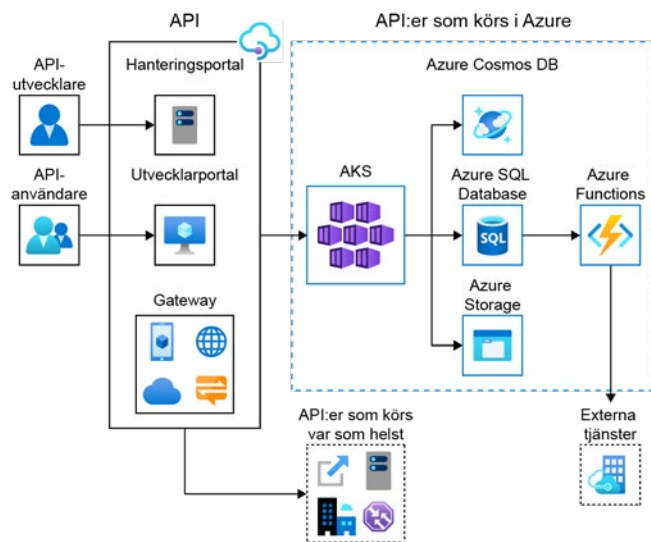 API
API:er som körs i Azure
API-
utvecklare
Hanteringsportal
Azure Cosmos DB
API-
användare
Utvecklarportal
AKS
Azure SQL
Database
Azure
Functions
SQL
Gateway
Azure
Storage
API:er som körs
var som helst
Externa
tjänster